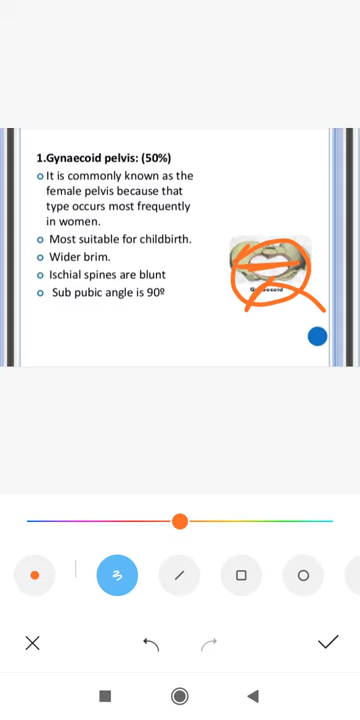 1.Gynaecoid pelvis: (50%)
o It is commonly known as the
female pelvis because that
type occurs most frequently
in women.
o Most suitable for childbirth.
o Wider brim.
o Ischial spines are blunt
o Sub pubic angle is 90º